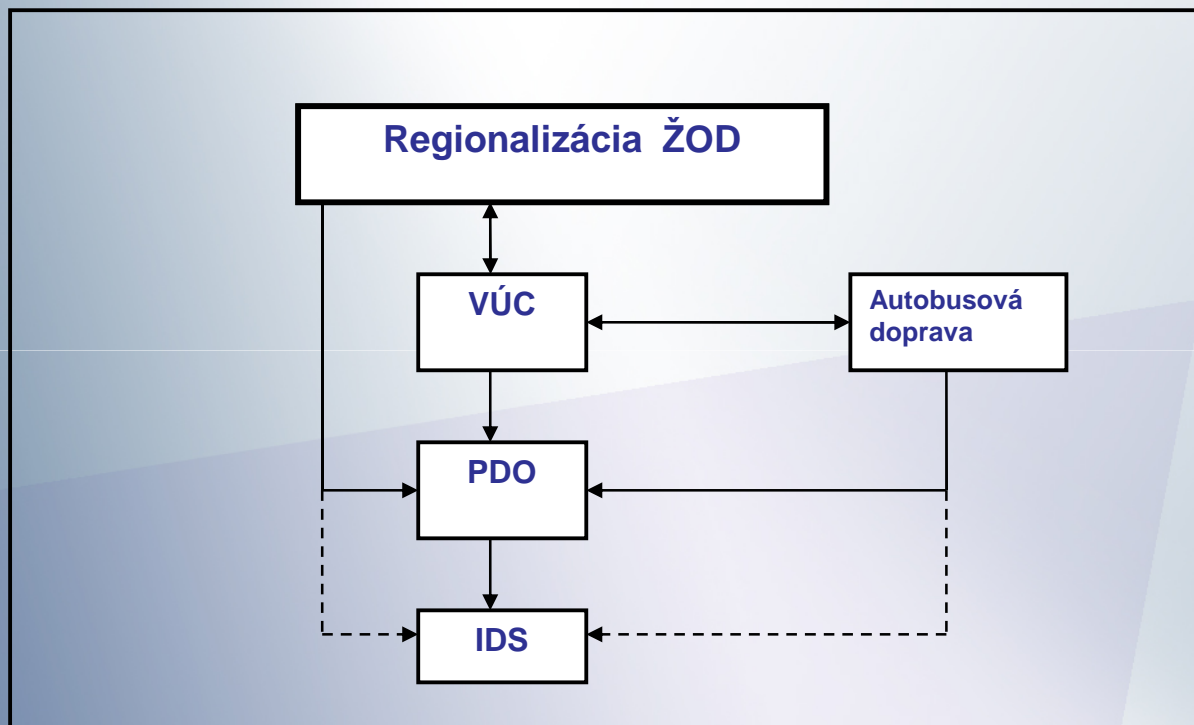 Regionalizácia ŽOD
VÚC
Autobusová
doprava
PDO
IDS